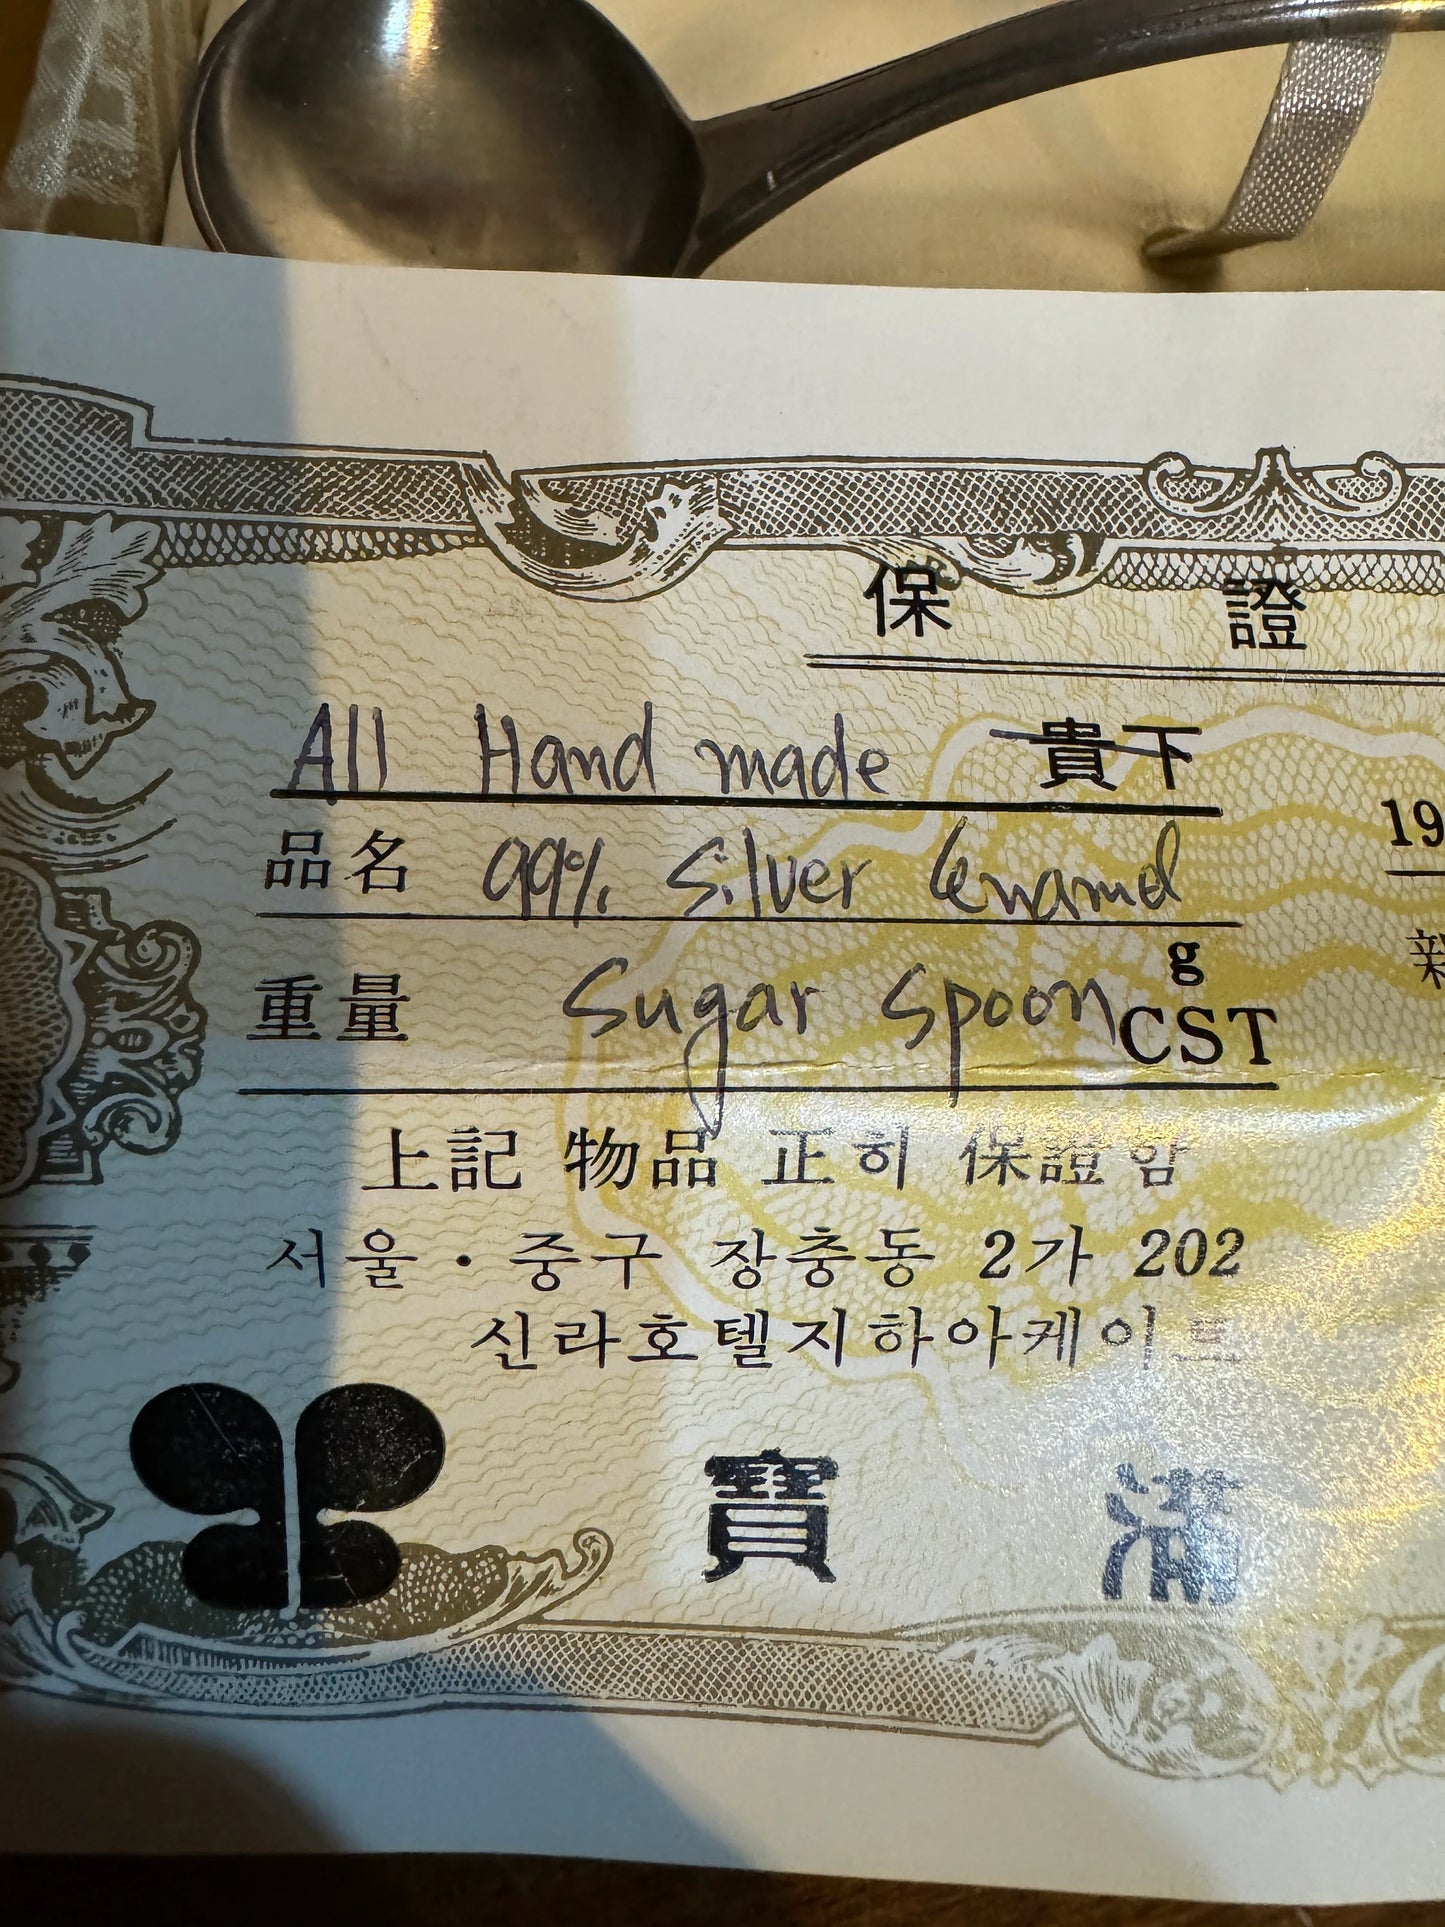 保 證
All Hand made 貴下
19
品名 99% Silver Enamel
重量 Sugar spoon g
CST
上記 物品 正히 保證함
서울・중구 장충동 2가 202
신라호텔지하아케이드
寶 滿